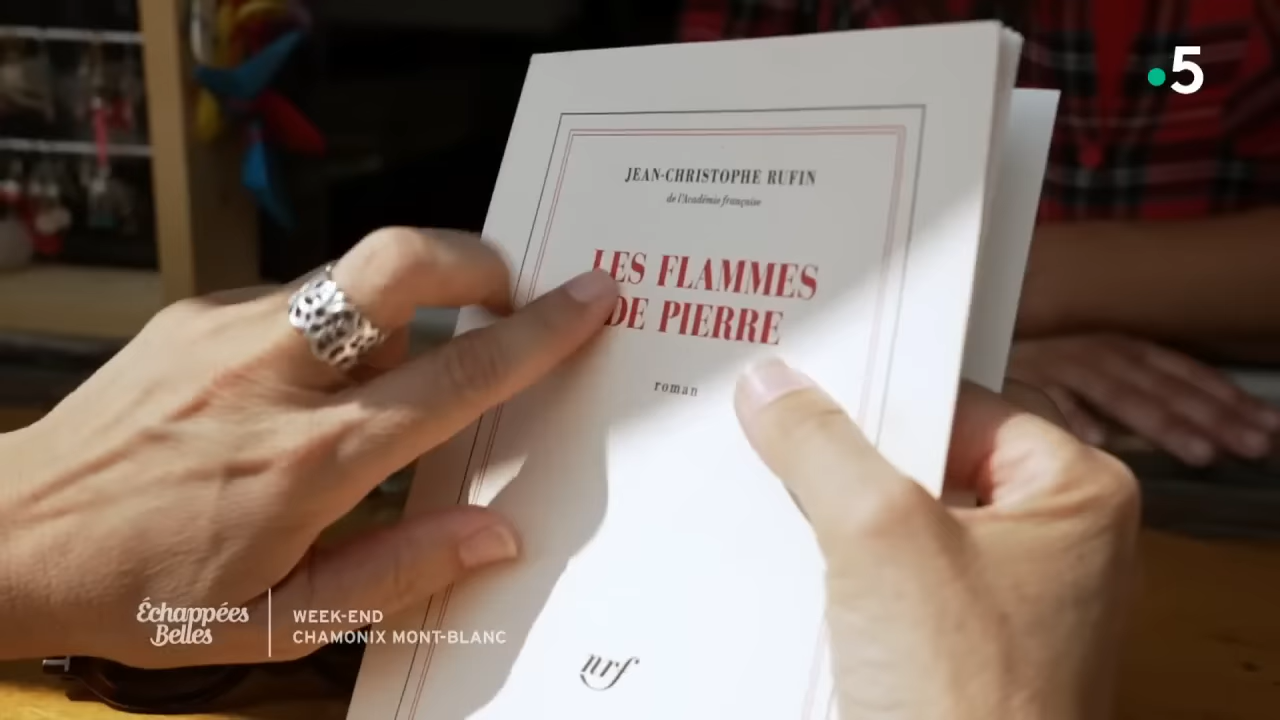 5
JEAN-CHRISTOPHE RUFIN
de l'Académie française
LES FLAMMES
DE PIERRE
roman
nrf
Échappées
Belles
WEEK-END
CHAMONIX MONT-BLANC